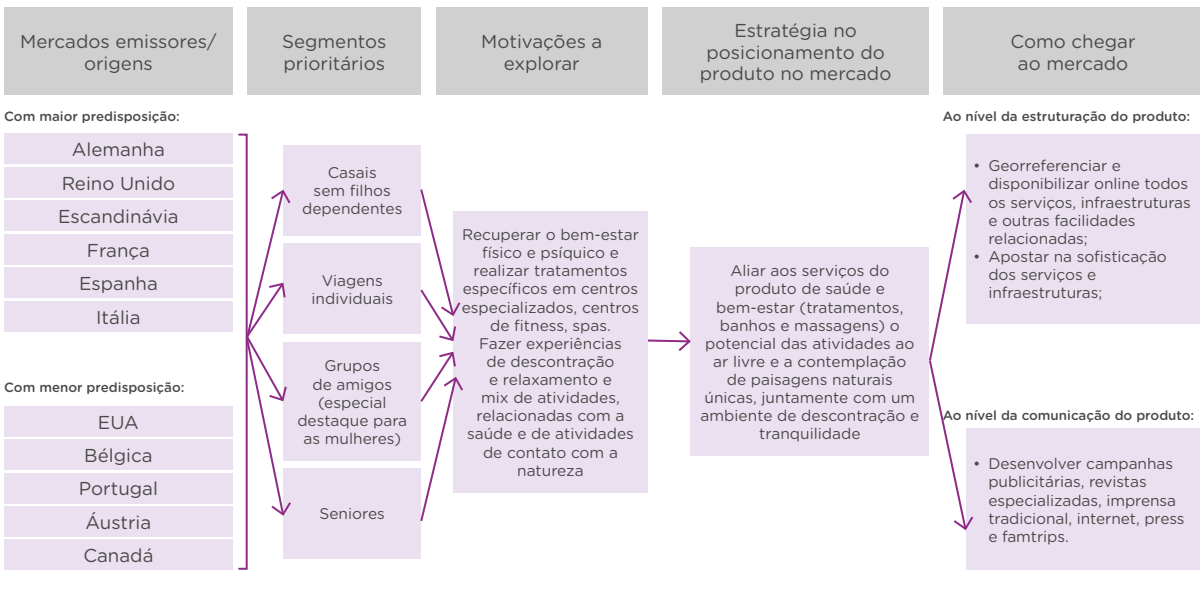 Mercados emissores/
origens
Segmentos
prioritários
Motivações a
explorar
Estratégia no
posicionamento do
produto no mercado
Como chegar
ao mercado
Com maior predisposição:
Alemanha
Reino Unido
Escandinávia
França
Espanha
Itália
Com menor predisposição:
EUA
Bélgica
Portugal
Áustria
Canadá
Casais
sem filhos
dependentes
Viagens
individuais
Grupos
de amigos
(especial
destaque para
as mulheres)
Seniores
Recuperar o bem-estar
físico e psíquico e
realizar tratamentos
específicos em centros
especializados, centros
de fitness, spas.
Fazer experiências
de descontração
e relaxamento e
mix de atividades,
relacionadas com a
saúde e de atividades
de contato com a
natureza
Aliar aos serviços do
produto de saúde e
bem-estar (tratamentos,
banhos e massagens) o
potencial das atividades ao
ar livre e a contemplação
de paisagens naturais
únicas, juntamente com um
ambiente de descontração e
tranquilidade
Ao nível da estruturação do produto:
• Georreferenciar e
disponibilizar online todos
os serviços, infraestruturas
e outras facilidades
relacionadas;
• Apostar na sofisticação
dos serviços e
infraestruturas;
Ao nível da comunicação do produto:
• Desenvolver campanhas
publicitárias, revistas
especializadas, imprensa
tradicional, internet, press
e famtrips.